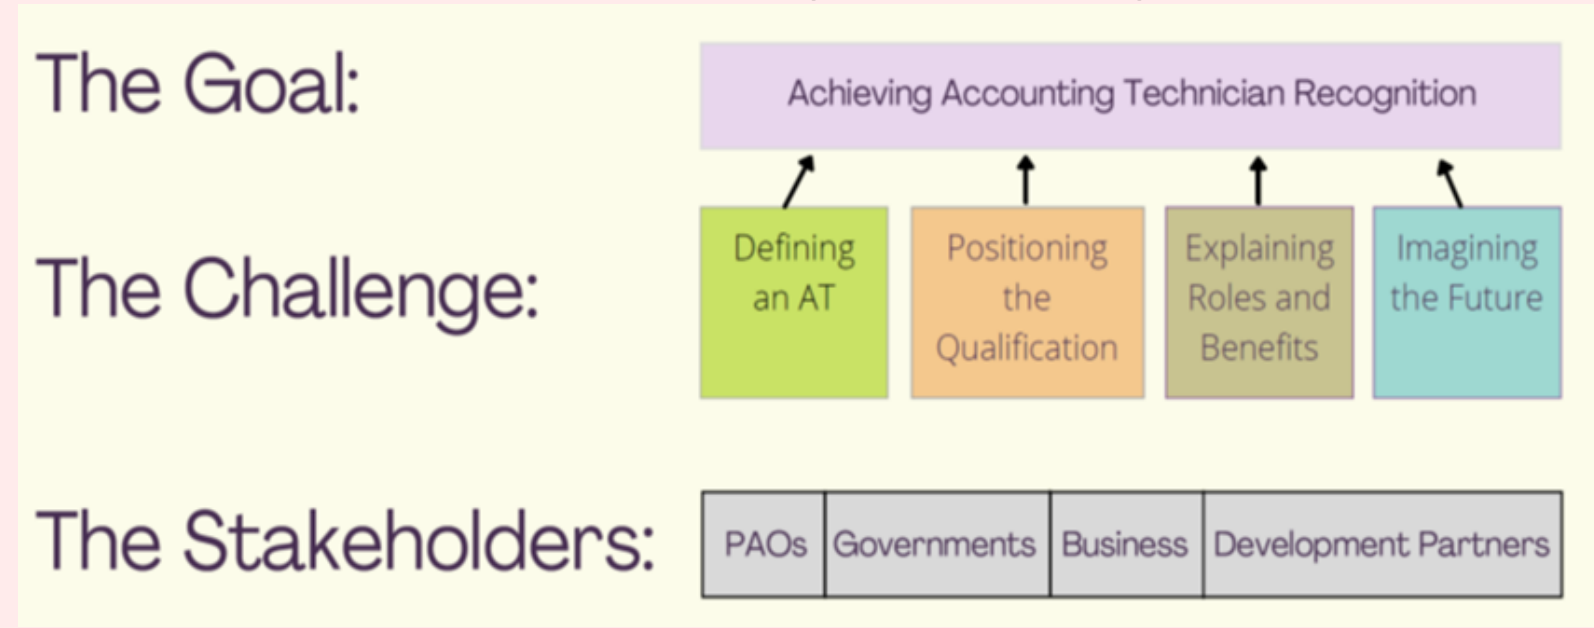 The Goal:
Achieving Accounting Technician Recognition
The Challenge:
Defining
an AT
Positioning
the
Qualification
Explaining
Roles and
Benefits
Imagining
the Future
The Stakeholders:
PAOs
Governments
Business
Development Partners